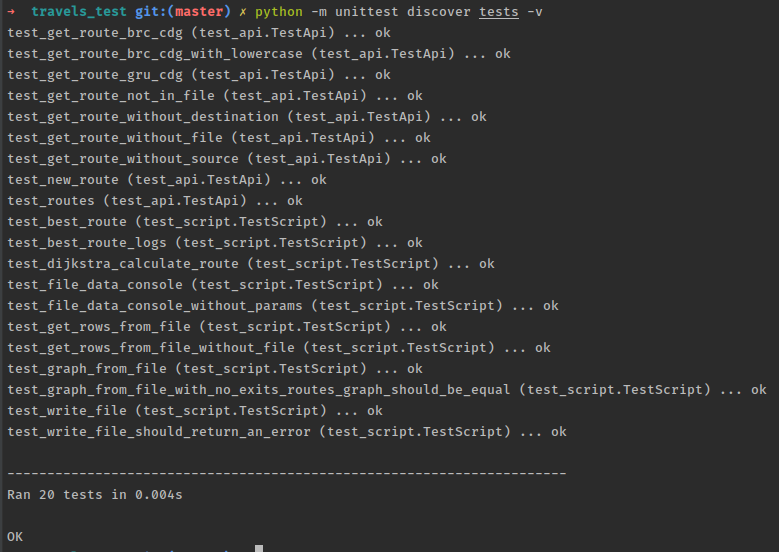 ➜  travels_test git:(master) ✗ python -m unittest discover tests -v
test_get_route_brc_cdg (test_api.TestApi) ... ok
test_get_route_brc_cdg_with_lowercase (test_api.TestApi) ... ok
test_get_route_gru_cdg (test_api.TestApi) ... ok
test_get_route_not_in_file (test_api.TestApi) ... ok
test_get_route_without_destination (test_api.TestApi) ... ok
test_get_route_without_file (test_api.TestApi) ... ok
test_get_route_without_source (test_api.TestApi) ... ok
test_new_route (test_api.TestApi) ... ok
test_routes (test_api.TestApi) ... ok
test_best_route (test_script.TestScript) ... ok
test_best_route_logs (test_script.TestScript) ... ok
test_dijkstra_calculate_route (test_script.TestScript) ... ok
test_file_data_console (test_script.TestScript) ... ok
test_file_data_console_without_params (test_script.TestScript) ... ok
test_get_rows_from_file (test_script.TestScript) ... ok
test_get_rows_from_file_without_file (test_script.TestScript) ... ok
test_graph_from_file (test_script.TestScript) ... ok
test_graph_from_file_with_no_exits_routes_graph_should_be_equal (test_script.TestScript) ... ok
test_write_file (test_script.TestScript) ... ok
test_write_file_should_return_an_error (test_script.TestScript) ... ok
----------------------------------------------------------------------
Ran 20 tests in 0.004s
OK